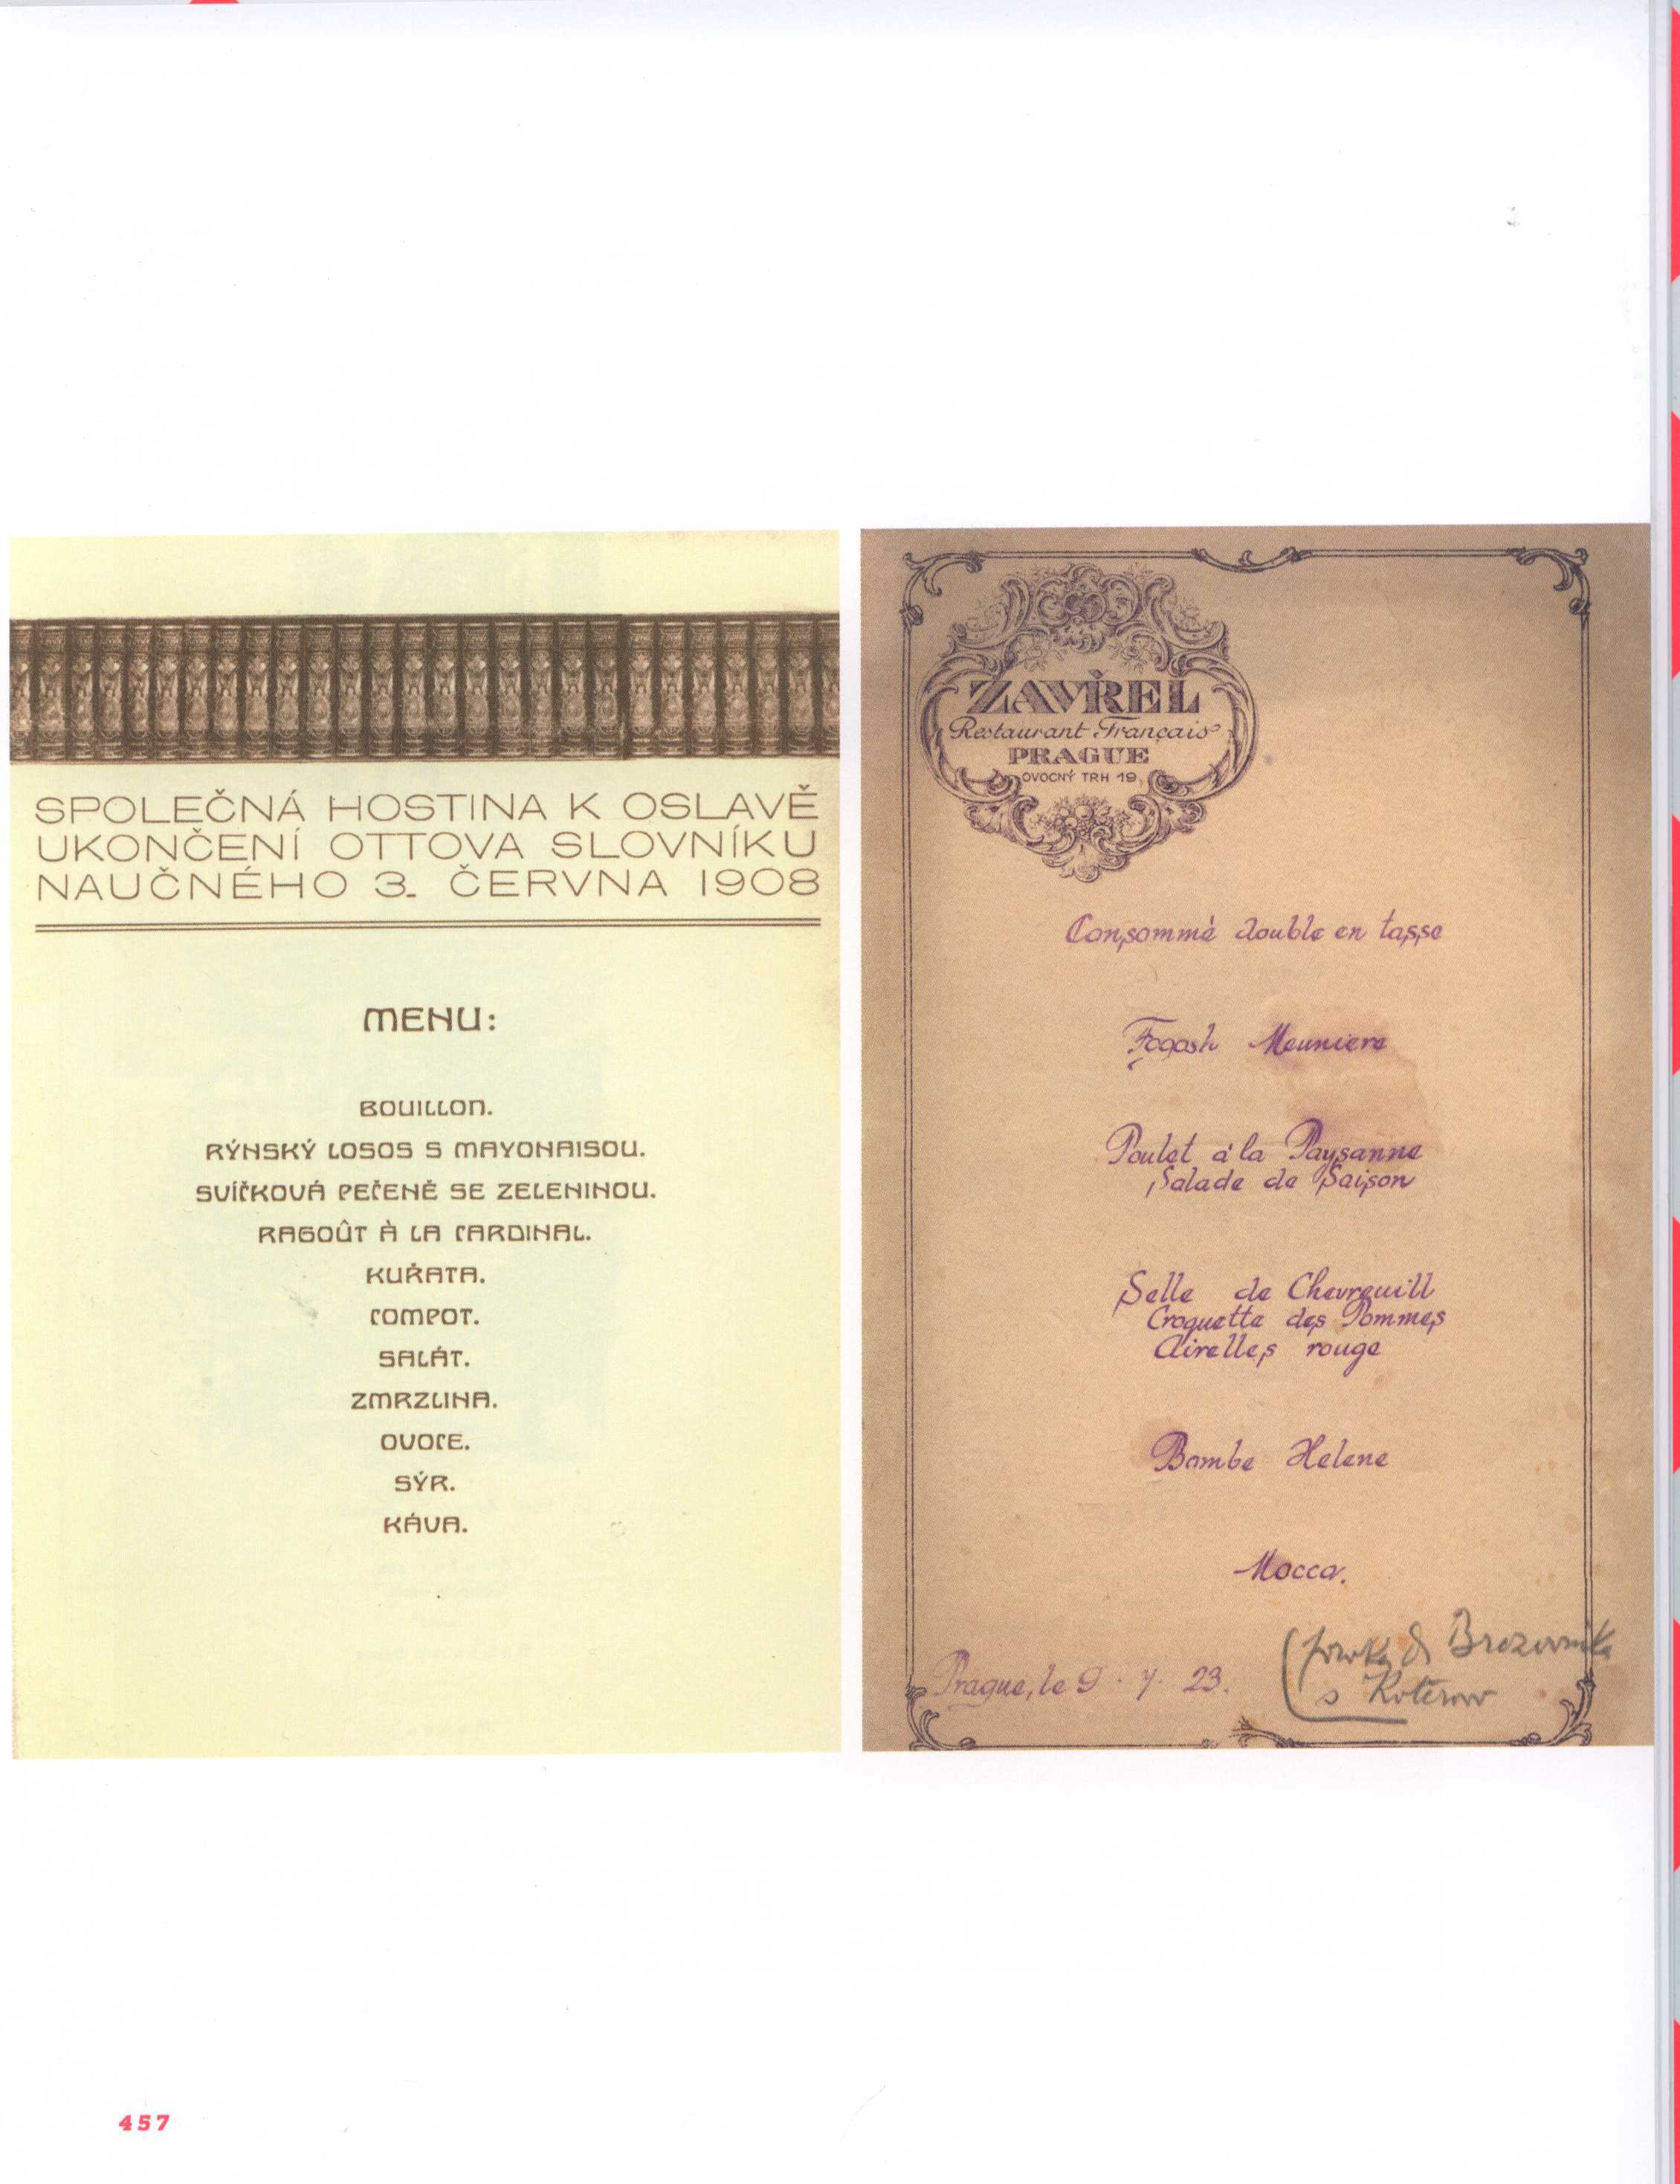 SPOLEČNÁ HOSTINA K OSLAVĚ
UKONČENÍ OTTOVA SLOVNÍKU
NAUČNÉHO 3. ČERVNA 1908
MENU:
BOUILLON.
RÝNSKÝ LOSOS S MAYONAISOU.
SVÍČKOVÁ PEČENĚ SE ZELENINOU.
RAGOÛT À LA CARDINAL.
KUŘATA.
COMPOT.
SALÁT.
ZMRZLINA.
OVOCE.
SÝR.
KÁVA.
ZAVŘEL
Restaurant Français
PRAGUE
OVOCNÝ TRH 19
Consommé double en tasse
Fogosh Meuniere
Poulet à la Paysanne
Salade de Saison
Selle de Chevreuill
Croquette des Pommes
Airelles rouge
Bombe Helene
Mocca.
Prague, le 9. 7. 23.
s
457